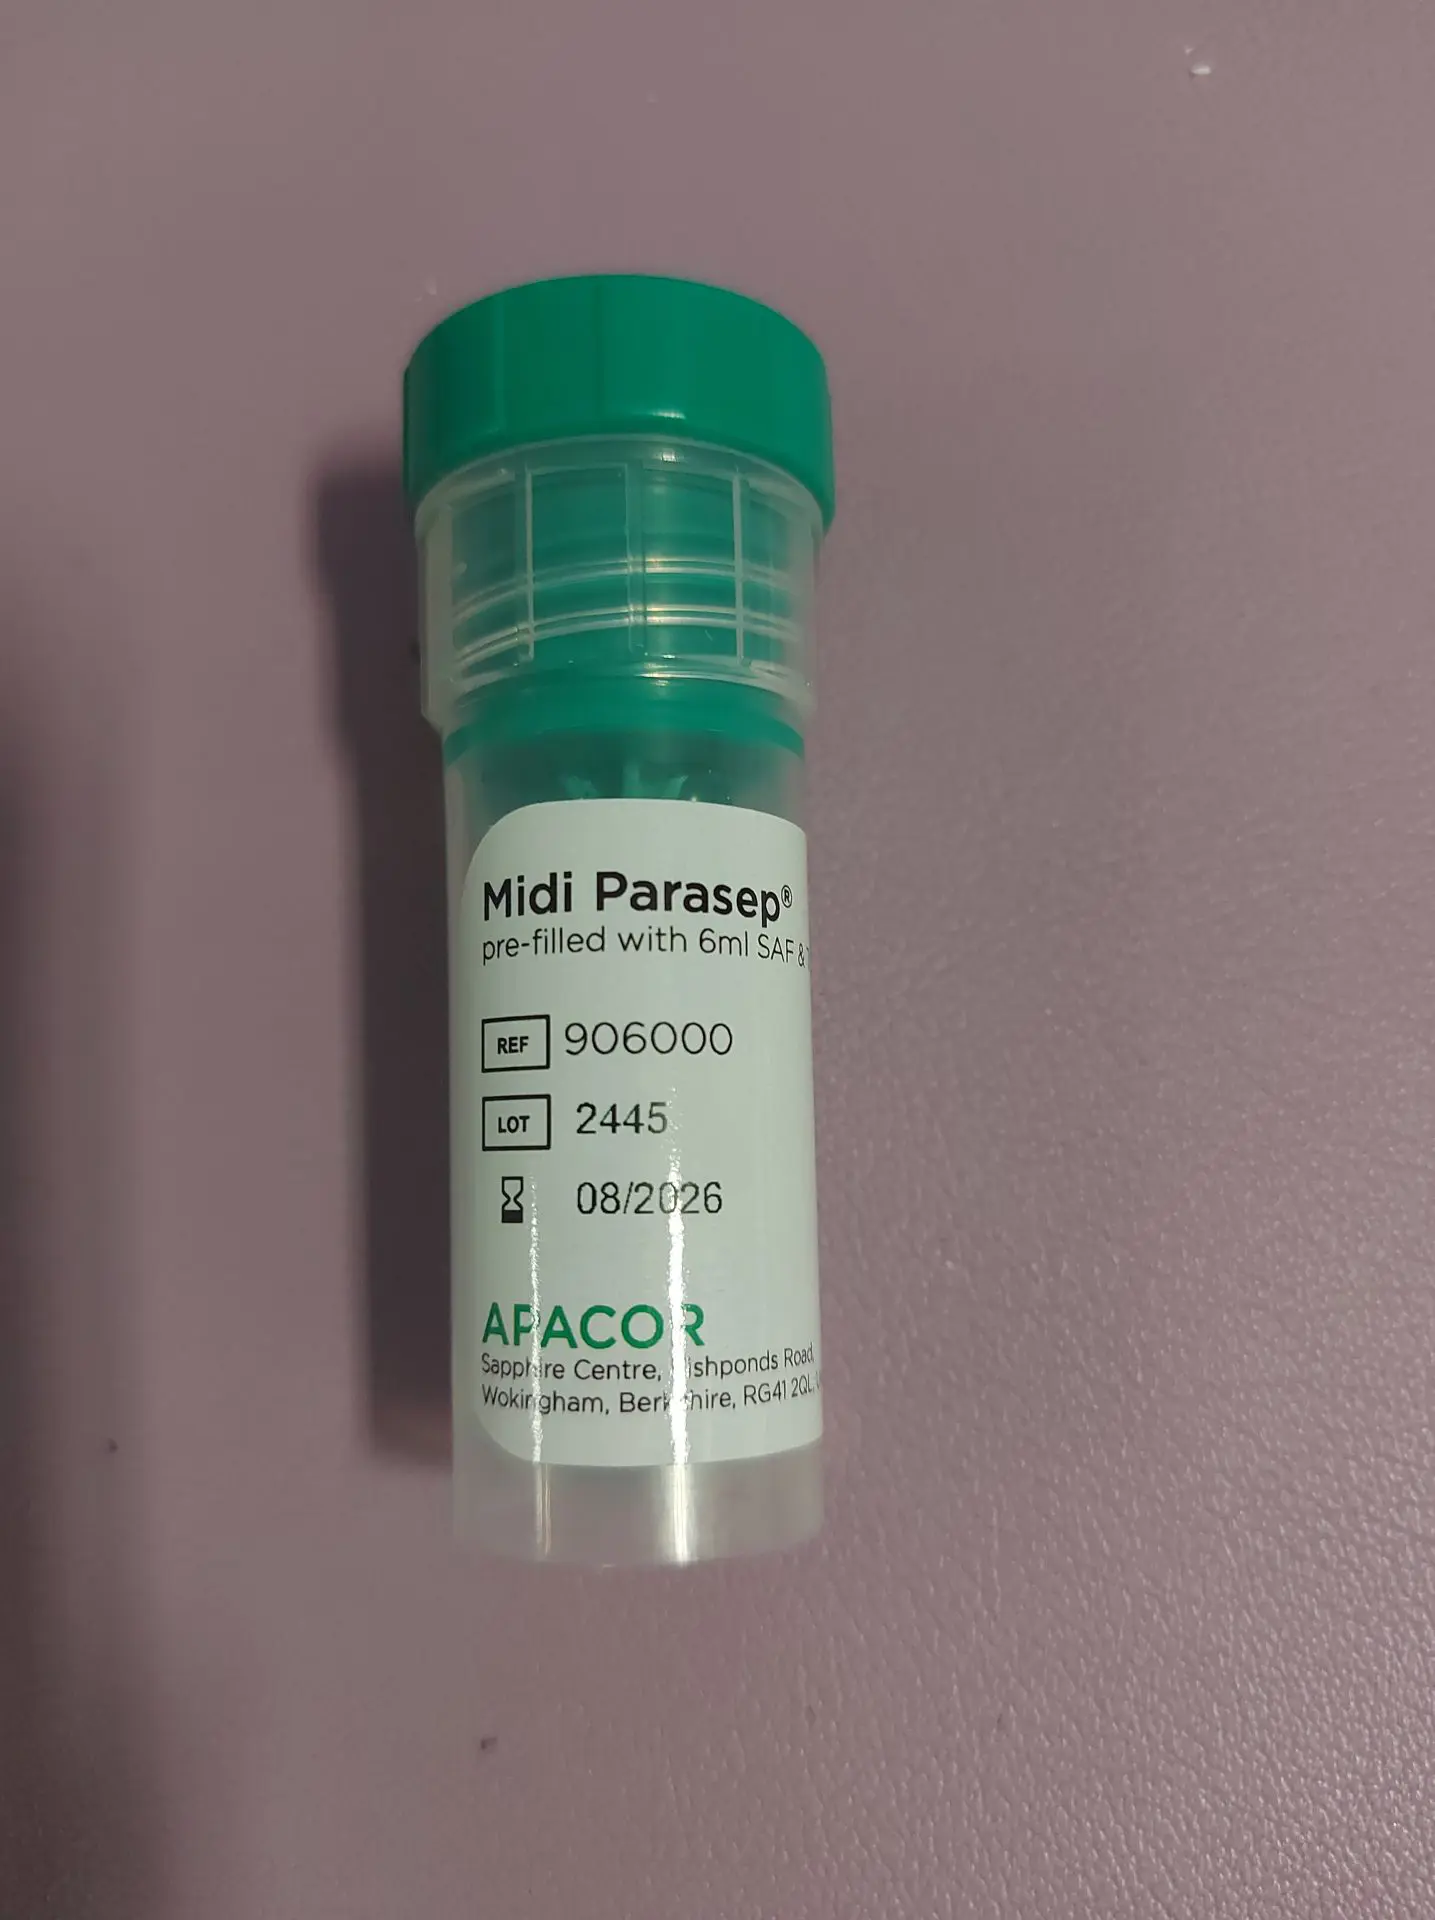 Midi Parasep®
pre-filled with 6ml SAF &
REF 906000
LOT 2445
08/2026
APACOR
Sapphire Centre, Fishponds Road,
Wokingham, Berkshire, RG41 2QL,